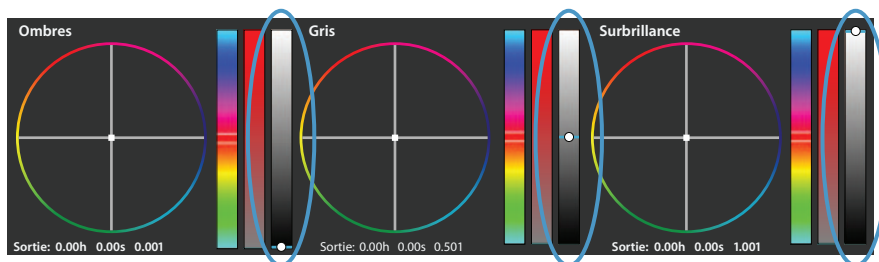 Ombres
Gris
Surbrillance
Sortie: 0.00h 0.00s 0.001
Sortie: 0.00h 0.00s 0.501
Sortie: 0.00h 0.00s 1.001